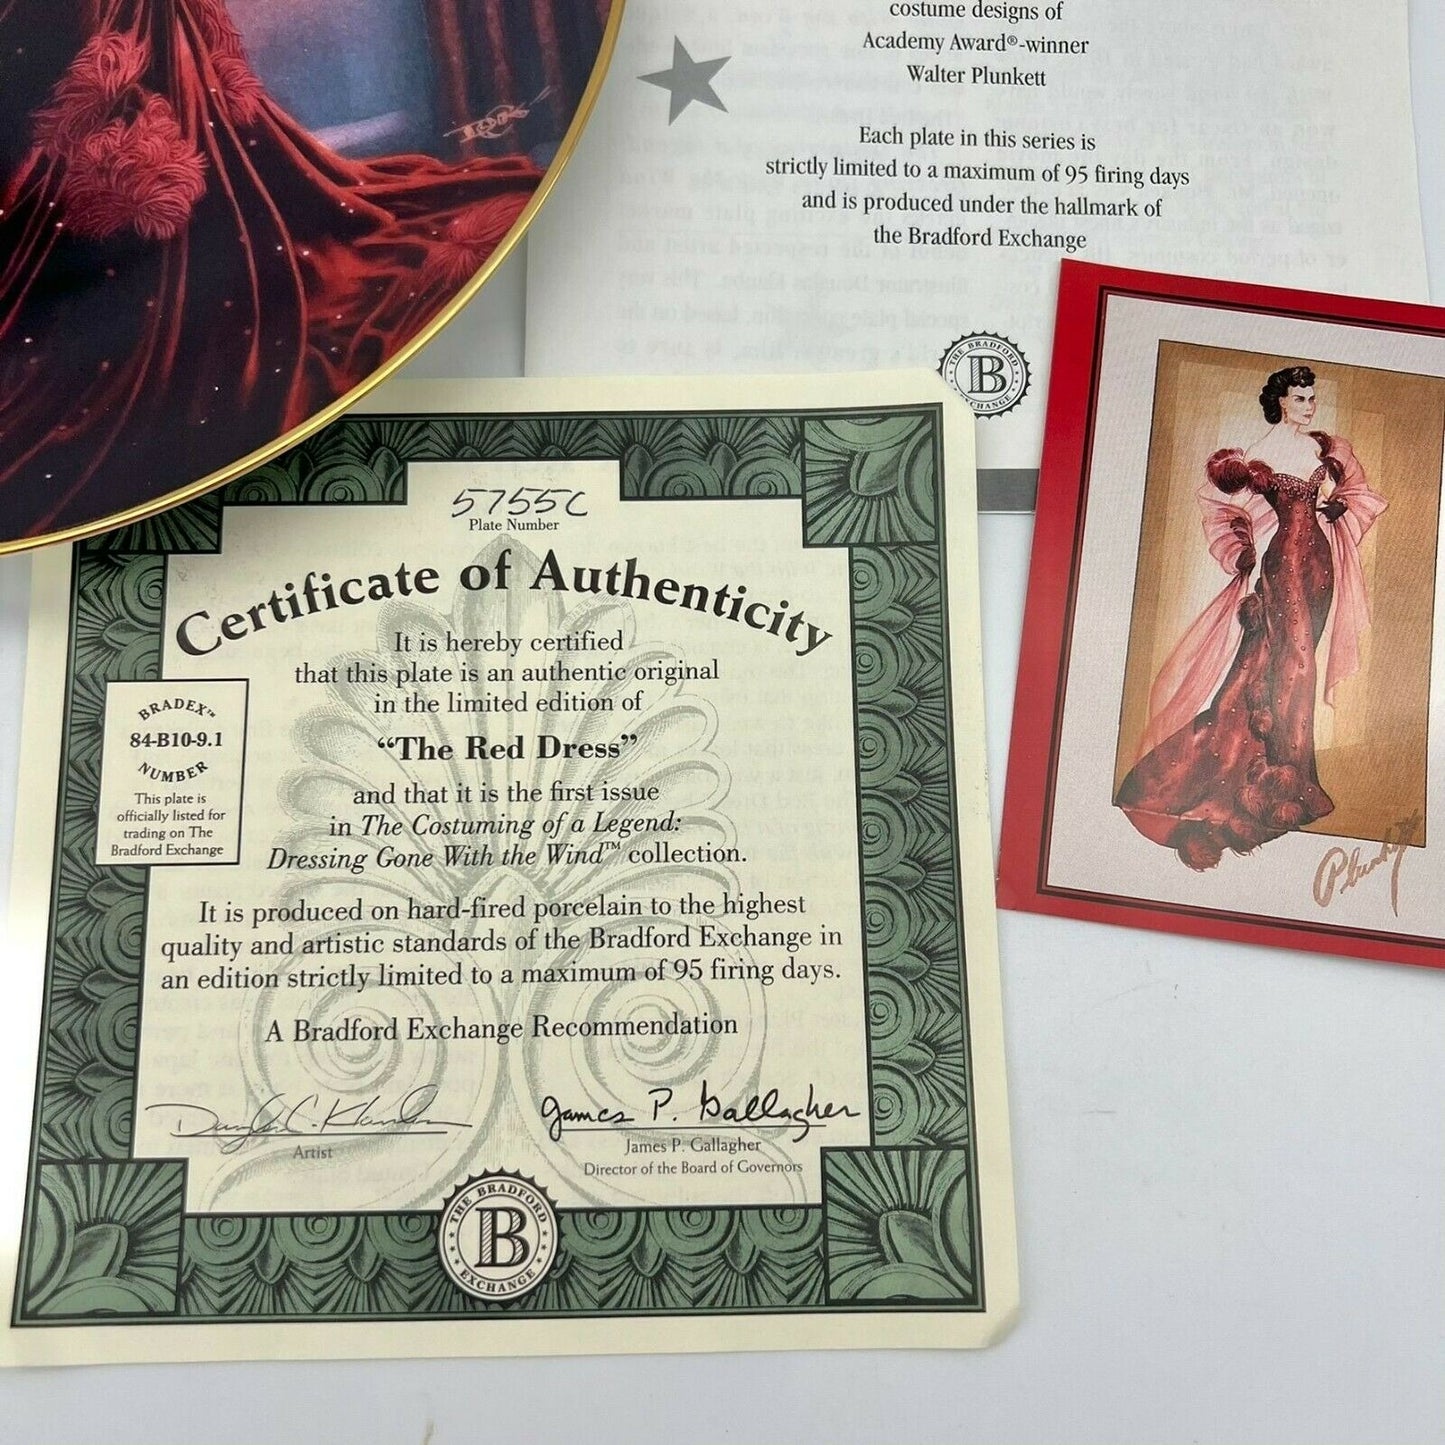 costume designs of
Academy Award®-winner
Walter Plunkett
Each plate in this series is
strictly limited to a maximum of 95 firing days
and is produced under the hallmark of
the Bradford Exchange
THE BRADFORD
B
EXCHANGE
Plunkett
5755C
Plate Number
Certificate of Authenticity
It is hereby certified
that this plate is an authentic original
in the limited edition of
“The Red Dress”
and that it is the first issue
in The Costuming of a Legend:
Dressing Gone With the Wind™ collection.
BRADEX™
84-B10-9.1
NUMBER
This plate is
officially listed for
trading on The
Bradford Exchange
It is produced on hard-fired porcelain to the highest
quality and artistic standards of the Bradford Exchange in
an edition strictly limited to a maximum of 95 firing days.
A Bradford Exchange Recommendation
James P. Gallagher
Artist
James P. Gallagher
Director of the Board of Governors
THE BRADFORD
B
EXCHANGE